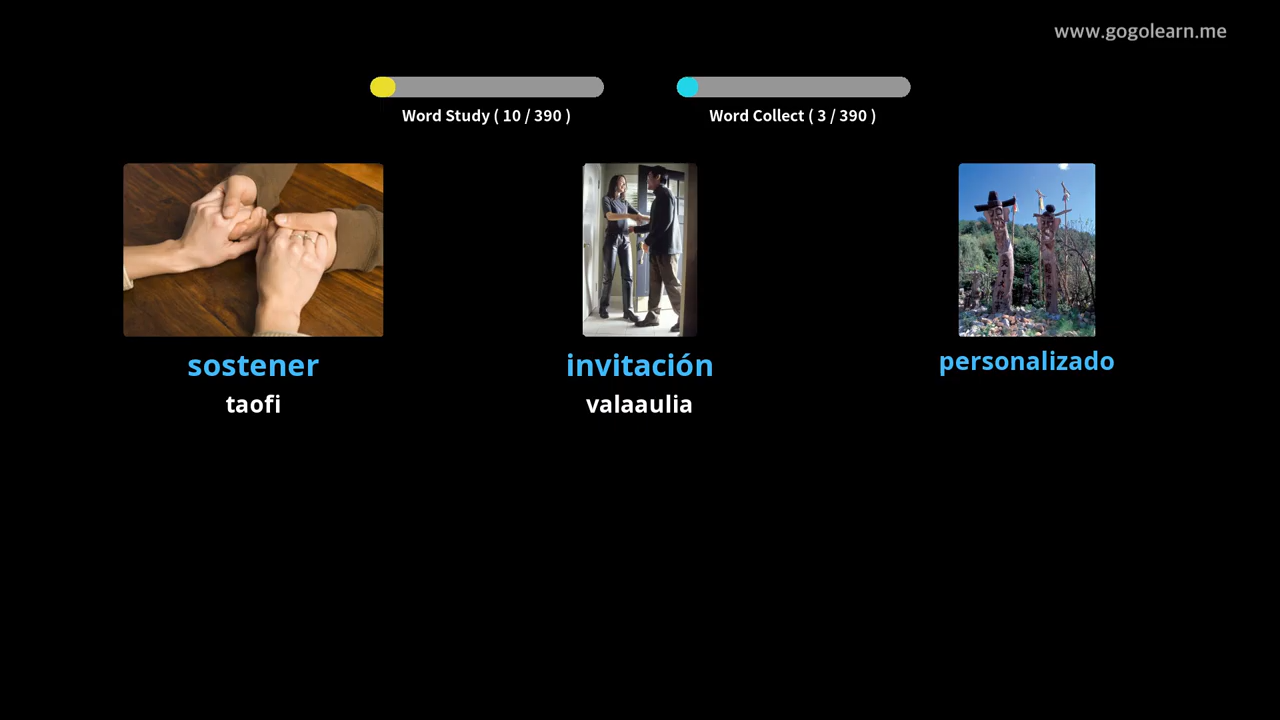 www.gogolearn.me
Word Study ( 10 / 390 )
Word Collect ( 3 / 390 )
sostener
taofi
invitación
valaaulia
personalizado